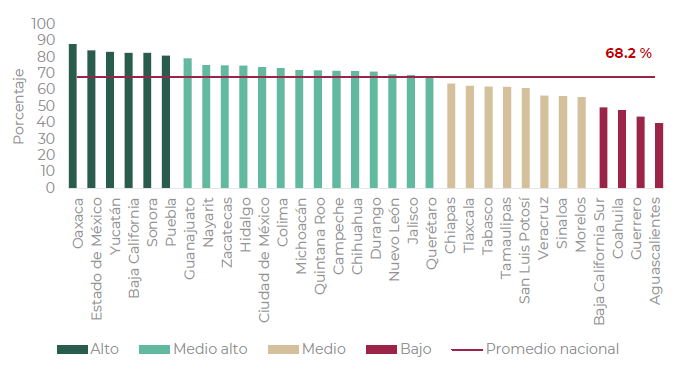 100
90
80
70
60
50
40
30
20
10
0
Porcentaje
68.2 %
Oaxaca
Estado de México
Yucatán
Baja California
Sonora
Puebla
Guanajuato
Nayarit
Zacatecas
Hidalgo
Ciudad de México
Colima
Michoacán
Quintana Roo
Campeche
Chihuahua
Durango
Nuevo León
Jalisco
Querétaro
Chiapas
Tlaxcala
Tabasco
Tamaulipas
San Luis Potosí
Veracruz
Sinaloa
Morelos
Baja California Sur
Coahuila
Guerrero
Aguascalientes
Alto Medio alto Medio Bajo Promedio nacional